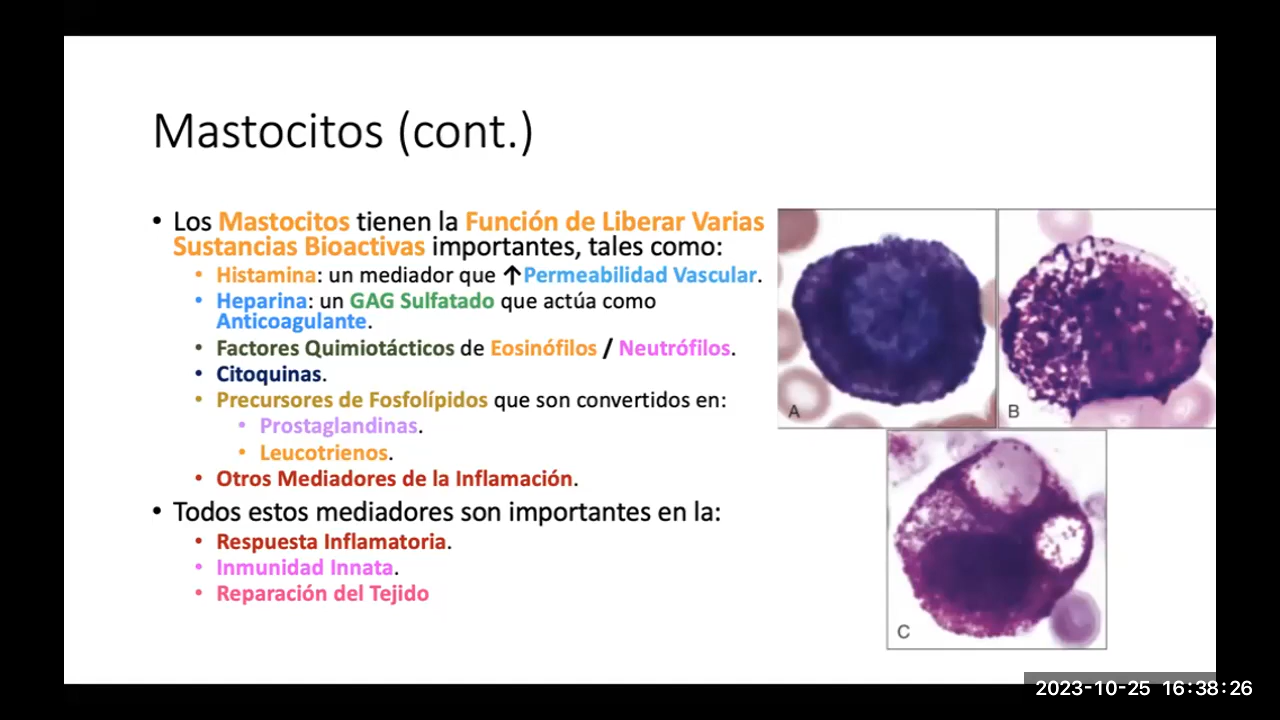 Mastocitos (cont.)
• Los Mastocitos tienen la Función de Liberar Varias
Sustancias Bioactivas importantes, tales como:
• Histamina: un mediador que ↑Permeabilidad Vascular.
• Heparina: un GAG Sulfatado que actúa como
Anticoagulante.
• Factores Quimiotácticos de Eosinófilos / Neutrófilos.
• Citoquinas.
• Precursores de Fosfolípidos que son convertidos en:
• Prostaglandinas.
• Leucotrienos.
• Otros Mediadores de la Inflamación.
• Todos estos mediadores son importantes en la:
• Respuesta Inflamatoria.
• Inmunidad Innata.
• Reparación del Tejido
A
B
C
2023-10-25 16:38:26